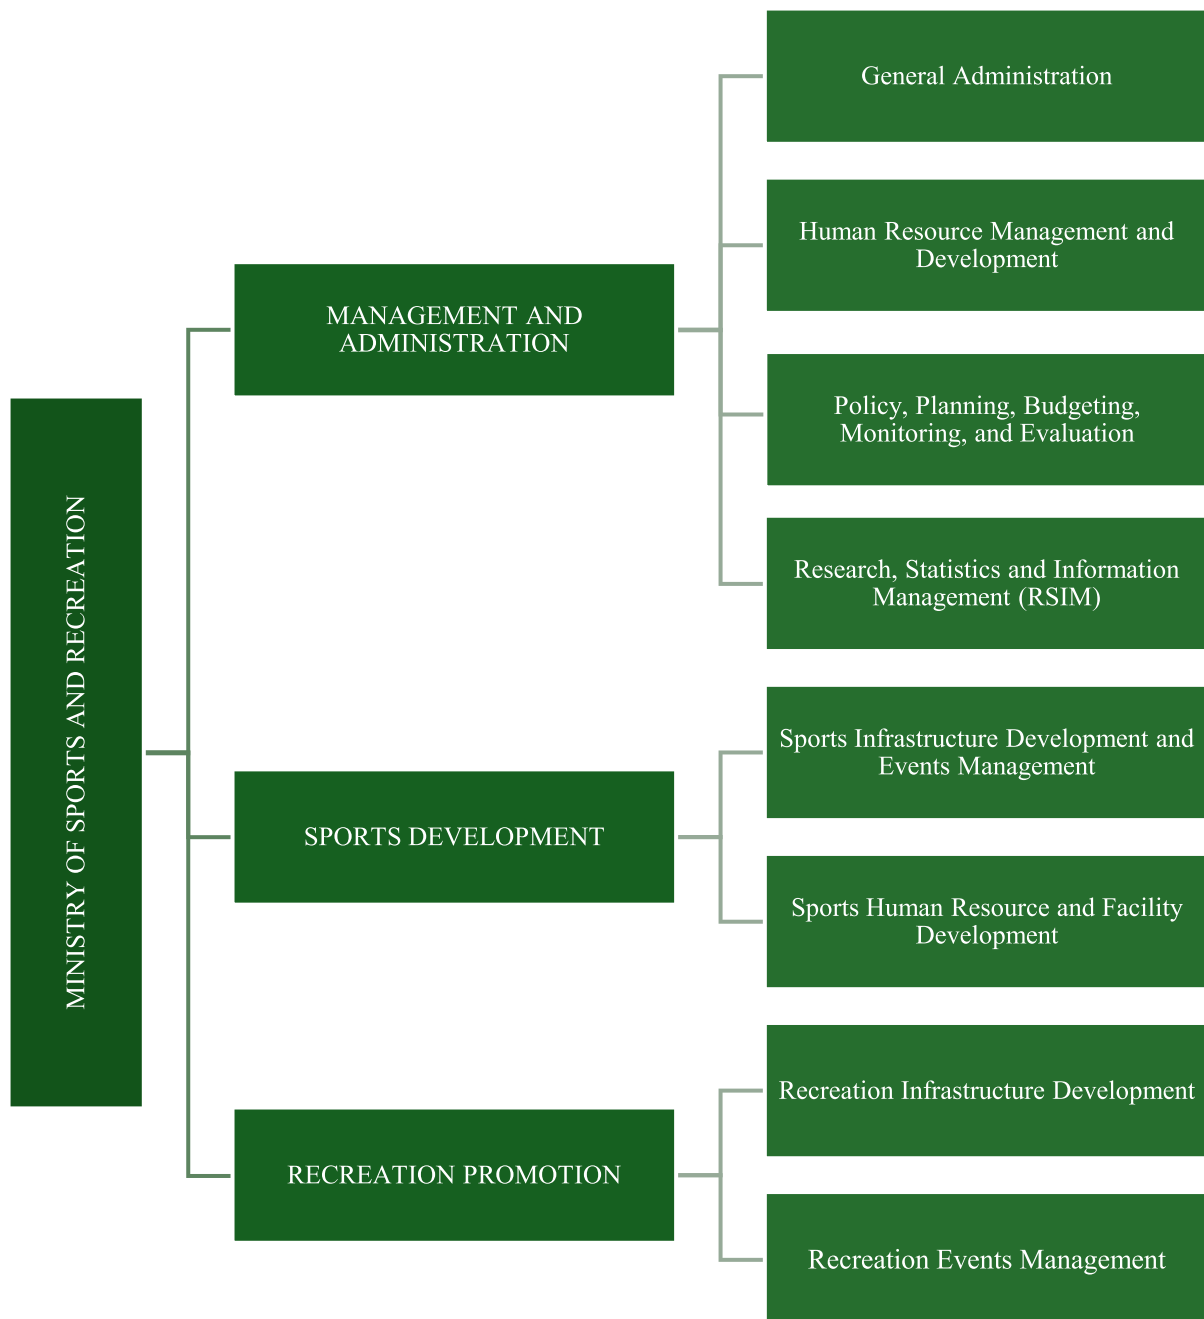 MINISTRY OF SPORTS AND RECREATION
MANAGEMENT AND
ADMINISTRATION
General Administration
Human Resource Management and
Development
Policy, Planning, Budgeting,
Monitoring, and Evaluation
Research, Statistics and Information
Management (RSIM)
SPORTS DEVELOPMENT
Sports Infrastructure Development and
Events Management
Sports Human Resource and Facility
Development
RECREATION PROMOTION
Recreation Infrastructure Development
Recreation Events Management